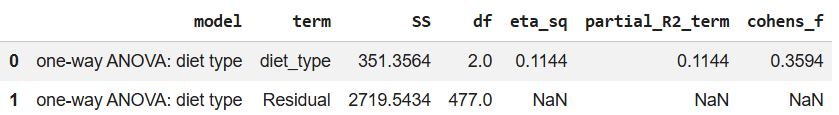 model term SS df eta_sq partial_R2_term cohens_f
0 one-way ANOVA: diet type diet_type 351.3564 2.0 0.1144 0.1144 0.3594
1 one-way ANOVA: diet type Residual 2719.5434 477.0 NaN NaN NaN